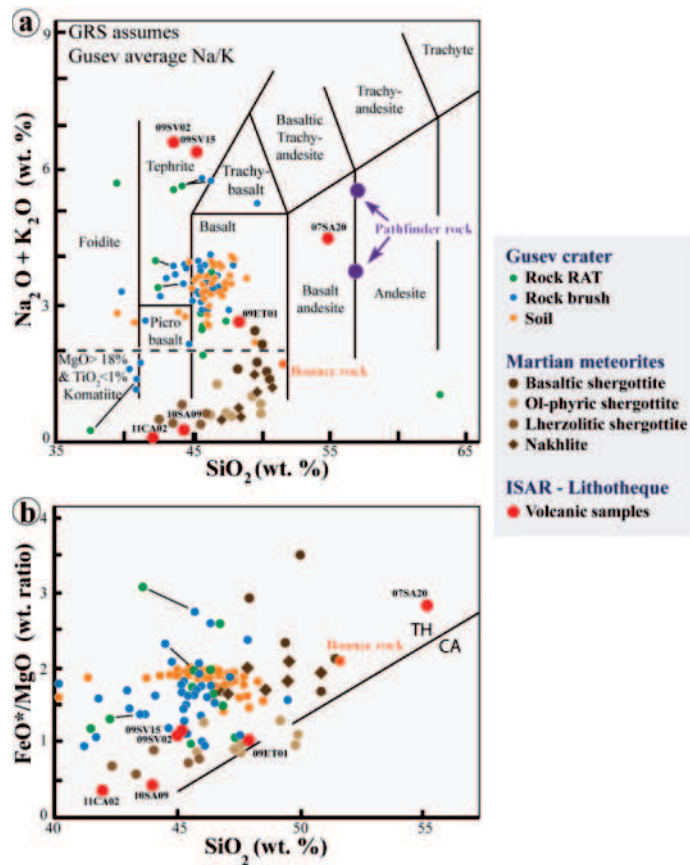 a
GRS assumes
Gusev average Na/K
Na2O + K2O (wt. %)
9
6
3
0
Trachyte
Trachy-
andesite
Basaltic
Trachy-
andesite
Trachy-
basalt
09SV02
09SV15
Tephrite
Foidite
Basalt
07SA20
Pathfinder rock
Basalt
andesite
Andesite
Picro
basalt
09ET01
MgO> 18%
& TiO2<1%
Komatiite
Bounce rock
10SA09
11CA02
35
45
55
65
SiO2 (wt. %)
Gusev crater
Rock RAT
Rock brush
Soil
Martian meteorites
Basaltic shergottite
Ol-phyric shergottite
Lherzolitic shergottite
Nakhlite
ISAR - Lithotheque
Volcanic samples
b
FeO*/MgO (wt. ratio)
4
3
2
1
0
07SA20
TH
CA
Bounce rock
09SV15
09SV02
09ET01
10SA09
11CA02
40
45
50
55
SiO2 (wt. %)